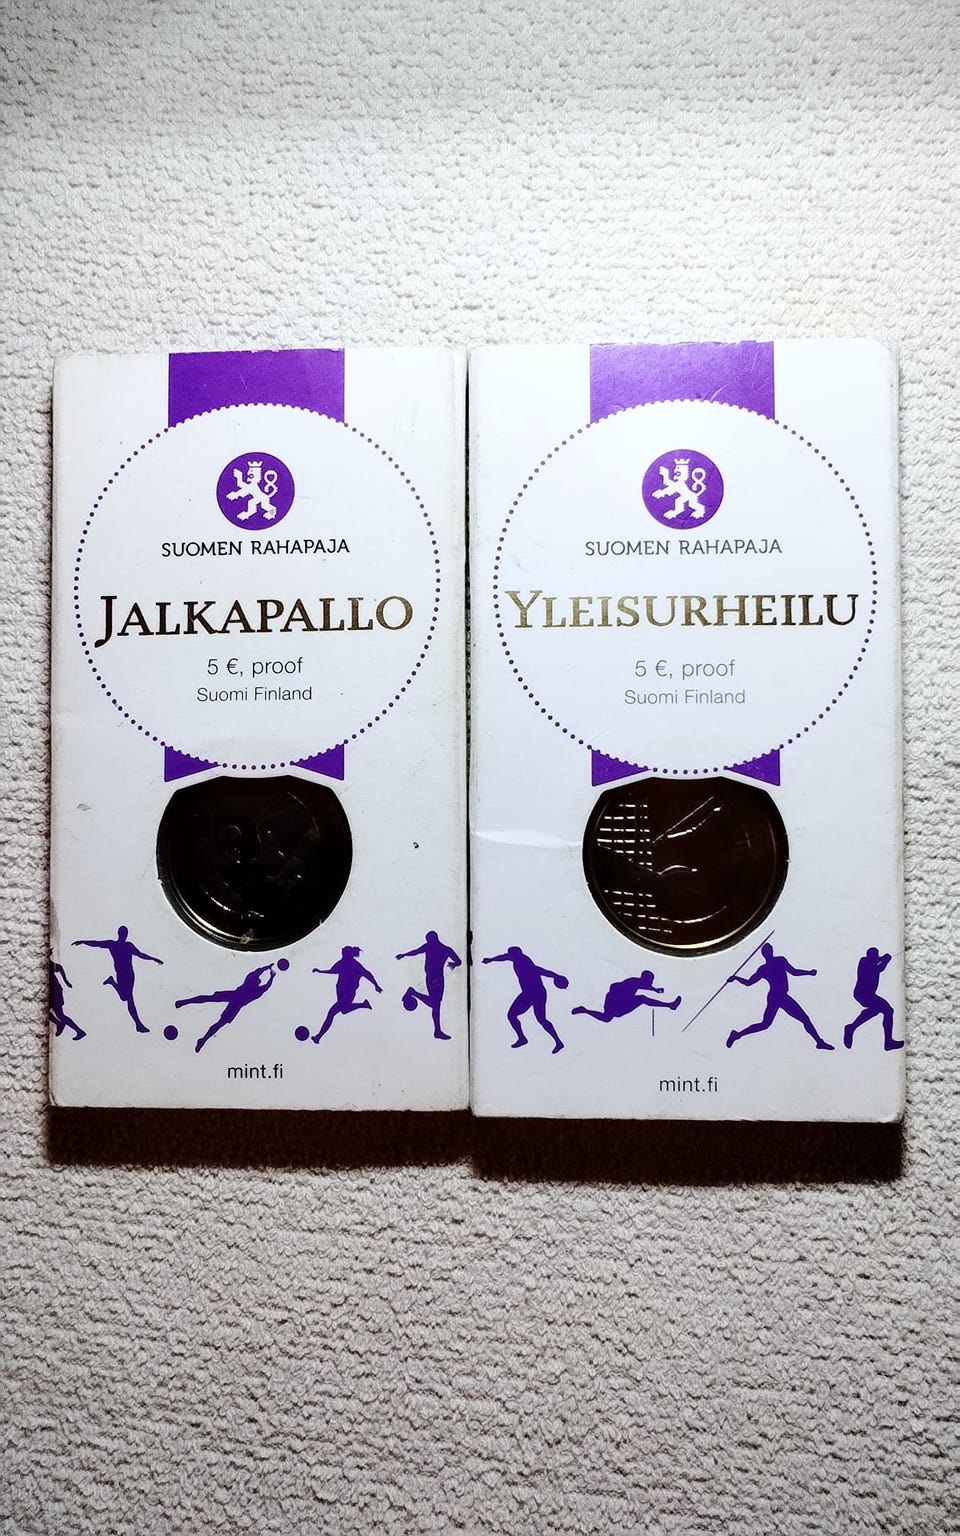 SUOMEN RAHAPAJA
JALKAPALLO
5 €, proof
Suomi Finland
mint.fi
SUOMEN RAHAPAJA
YLEISURHEILU
5 €, proof
Suomi Finland
mint.fi